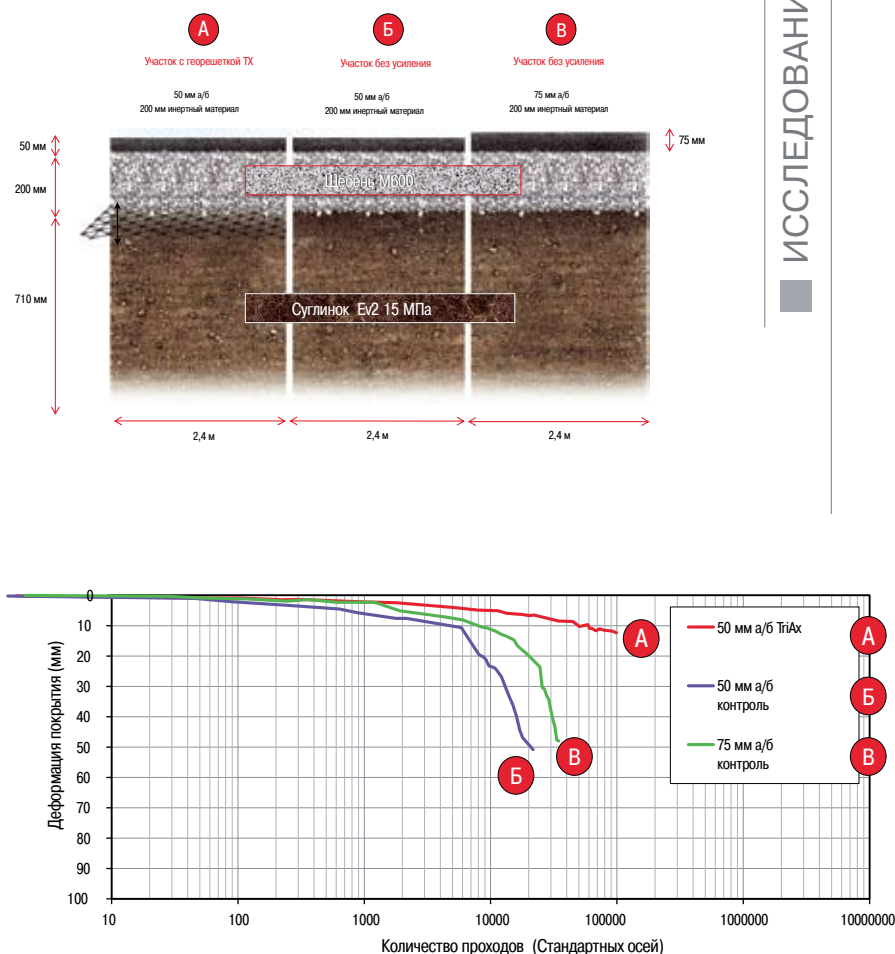 А
Б
В
Участок с георешеткой ТХ
Участок без усиления
Участок без усиления
50 мм а/б
200 мм инертный материал
50 мм а/б
200 мм инертный материал
75 мм а/б
200 мм инертный материал
50 мм
75 мм
200 мм
Щебень М600
710 мм
Суглинок Ev2 15 МПа
2,4 м
2,4 м
2,4 м
Деформация покрытия (мм)
0
10
20
30
40
50
60
70
80
90
100
10
100
1000
10000
100000
1000000
10000000
Количество проходов (Стандартных осей)
А
Б
В
50 мм а/б TriAx
А
50 мм а/б
контроль
Б
75 мм а/б
контроль
В